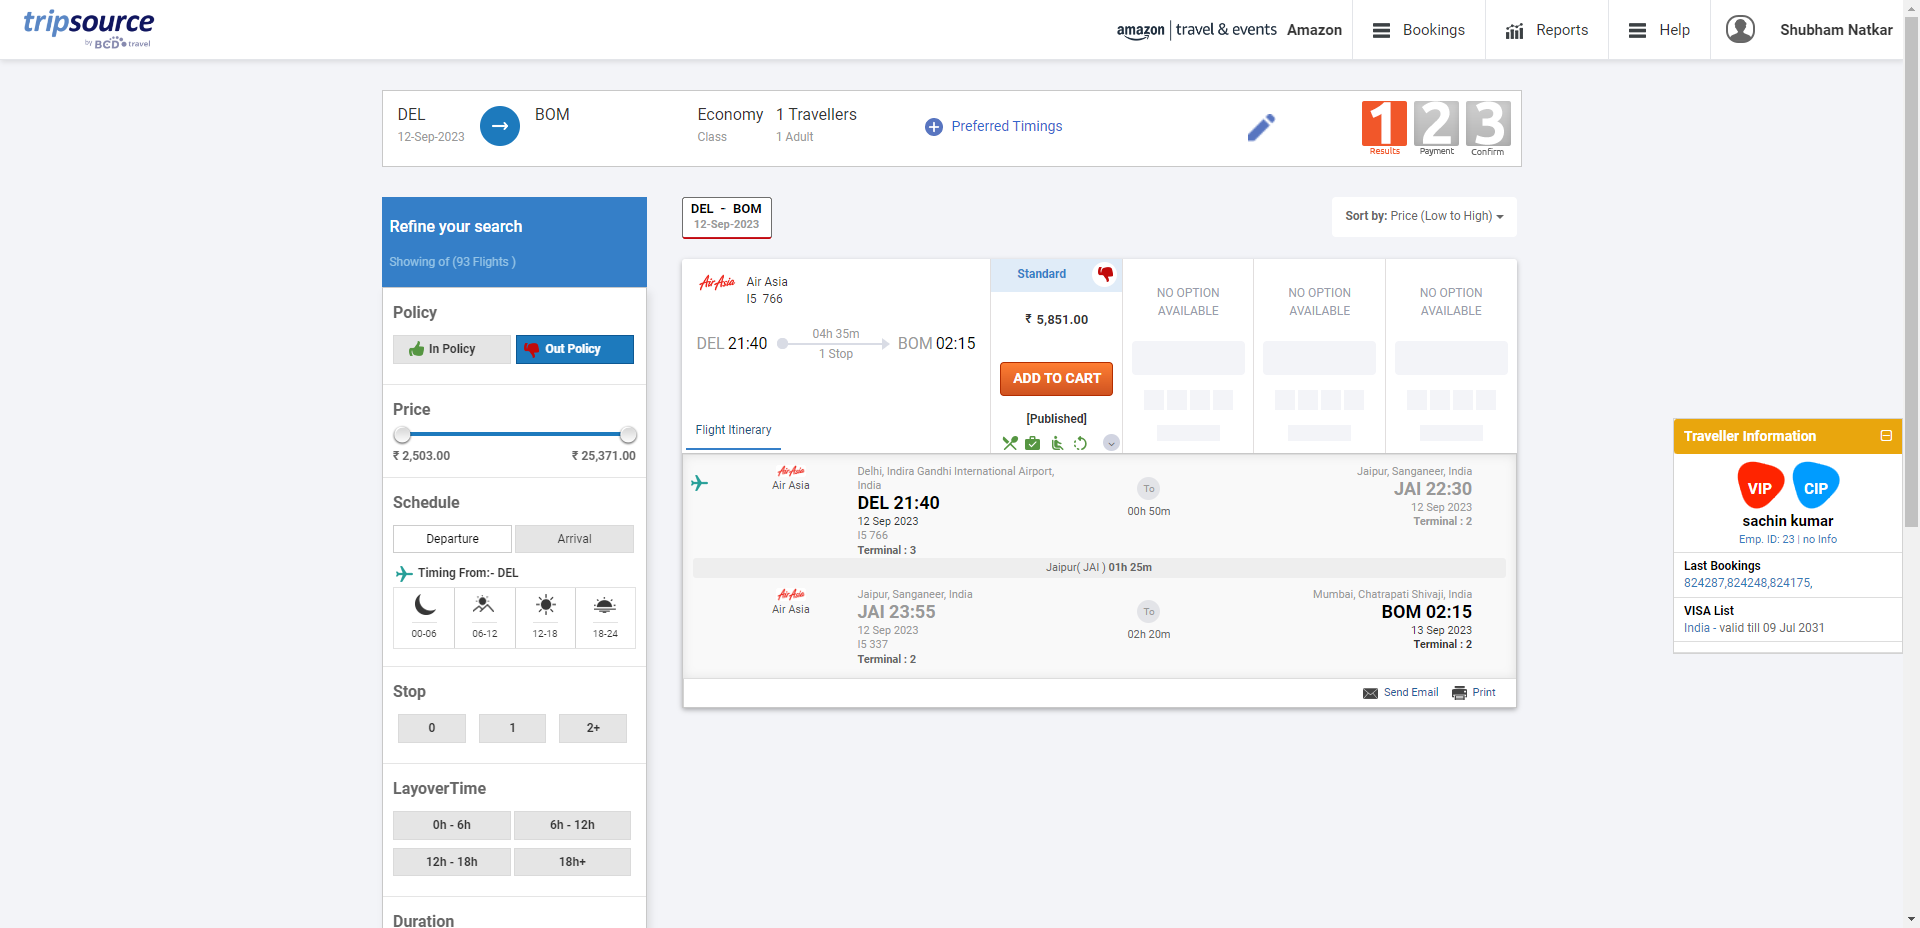 tripsource
by BCD travel
amazon | travel & events Amazon
Bookings
Reports
Help
Shubham Natkar
DEL
12-Sep-2023
BOM
Economy
Class
1 Travellers
1 Adult
Preferred Timings
1
Results
2
Payment
3
Confirm
Refine your search
Showing of (93 Flights )
Policy
In Policy
Out Policy
Price
₹ 2,503.00
₹ 25,371.00
Schedule
Departure
Arrival
Timing From:- DEL
00-06
06-12
12-18
18-24
Stop
0
1
2+
LayoverTime
0h - 6h
6h - 12h
12h - 18h
18h+
Duration
DEL - BOM
12-Sep-2023
Sort by: Price (Low to High)
AirAsia
Air Asia
I5 766
DEL 21:40
04h 35m
1 Stop
BOM 02:15
Flight Itinerary
Standard
₹ 5,851.00
ADD TO CART
[Published]
NO OPTION
AVAILABLE
NO OPTION
AVAILABLE
NO OPTION
AVAILABLE
AirAsia
Air Asia
Delhi, Indira Gandhi International Airport,
India
DEL 21:40
12 Sep 2023
I5 766
Terminal : 3
To
00h 50m
Jaipur, Sanganeer, India
JAI 22:30
12 Sep 2023
Terminal : 2
Jaipur( JAI ) 01h 25m
AirAsia
Air Asia
Jaipur, Sanganeer, India
JAI 23:55
12 Sep 2023
I5 337
Terminal : 2
To
02h 20m
Mumbai, Chatrapati Shivaji, India
BOM 02:15
13 Sep 2023
Terminal : 2
Send Email
Print
Traveller Information
VIP
CIP
sachin kumar
Emp. ID: 23 | no Info
Last Bookings
824287,824248,824175,
VISA List
India - valid till 09 Jul 2031